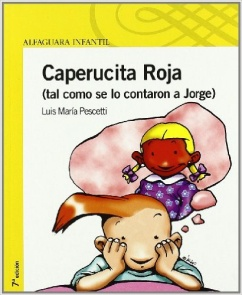 ALFAGUARA INFANTIL
Caperucita Roja
(tal como se lo contaron a Jorge)
Luis María Pescetti
7ª edición